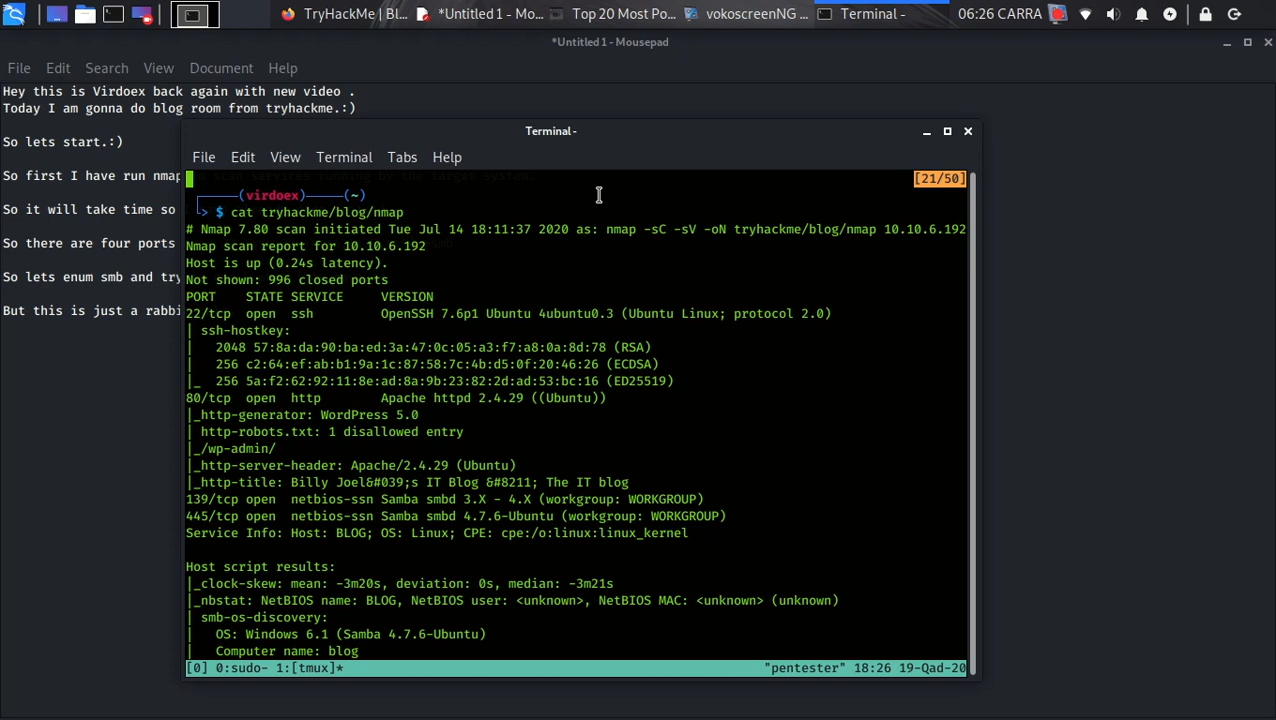 TryHackMe | Bl... *Untitled 1 - Mo... Top 20 Most Po... vokoscreenNG ... Terminal - 06:26 CARRA
*Untitled 1 - Mousepad
File Edit Search View Document Help
Hey this is Virdoex back again with new video .
Today I am gonna do blog room from tryhackme.:)
So lets start.:)
So first I have run nmap
So it will take time so
So there are four ports
So lets enum smb and try
But this is just a rabbi
Terminal -
File Edit View Terminal Tabs Help
scan services running by the target system.
[21/50]
(virdoex)——(~)
$ cat tryhackme/blog/nmap
# Nmap 7.80 scan initiated Tue Jul 14 18:11:37 2020 as: nmap -sC -sV -oN tryhackme/blog/nmap 10.10.6.192
Nmap scan report for 10.10.6.192
Host is up (0.24s latency).
Not shown: 996 closed ports
PORT STATE SERVICE VERSION
22/tcp open ssh OpenSSH 7.6p1 Ubuntu 4ubuntu0.3 (Ubuntu Linux; protocol 2.0)
| ssh-hostkey:
| 2048 57:8a:da:90:ba:ed:3a:47:0c:05:a3:f7:a8:0a:8d:78 (RSA)
| 256 c2:64:ef:ab:b1:9a:1c:87:58:7c:4b:d5:0f:20:46:26 (ECDSA)
|_ 256 5a:f2:62:92:11:8e:ad:8a:9b:23:82:2d:ad:53:bc:16 (ED25519)
80/tcp open http Apache httpd 2.4.29 ((Ubuntu))
|_http-generator: WordPress 5.0
| http-robots.txt: 1 disallowed entry
|_/wp-admin/
|_http-server-header: Apache/2.4.29 (Ubuntu)
|_http-title: Billy Joel&#039;s IT Blog &#8211; The IT blog
139/tcp open netbios-ssn Samba smbd 3.X - 4.X (workgroup: WORKGROUP)
445/tcp open netbios-ssn Samba smbd 4.7.6-Ubuntu (workgroup: WORKGROUP)
Service Info: Host: BLOG; OS: Linux; CPE: cpe:/o:linux:linux_kernel
Host script results:
|_clock-skew: mean: -3m20s, deviation: 0s, median: -3m21s
|_nbstat: NetBIOS name: BLOG, NetBIOS user: <unknown>, NetBIOS MAC: <unknown> (unknown)
| smb-os-discovery:
| OS: Windows 6.1 (Samba 4.7.6-Ubuntu)
| Computer name: blog
[0] 0:sudo- 1:[tmux]* "pentester" 18:26 19-Qad-20